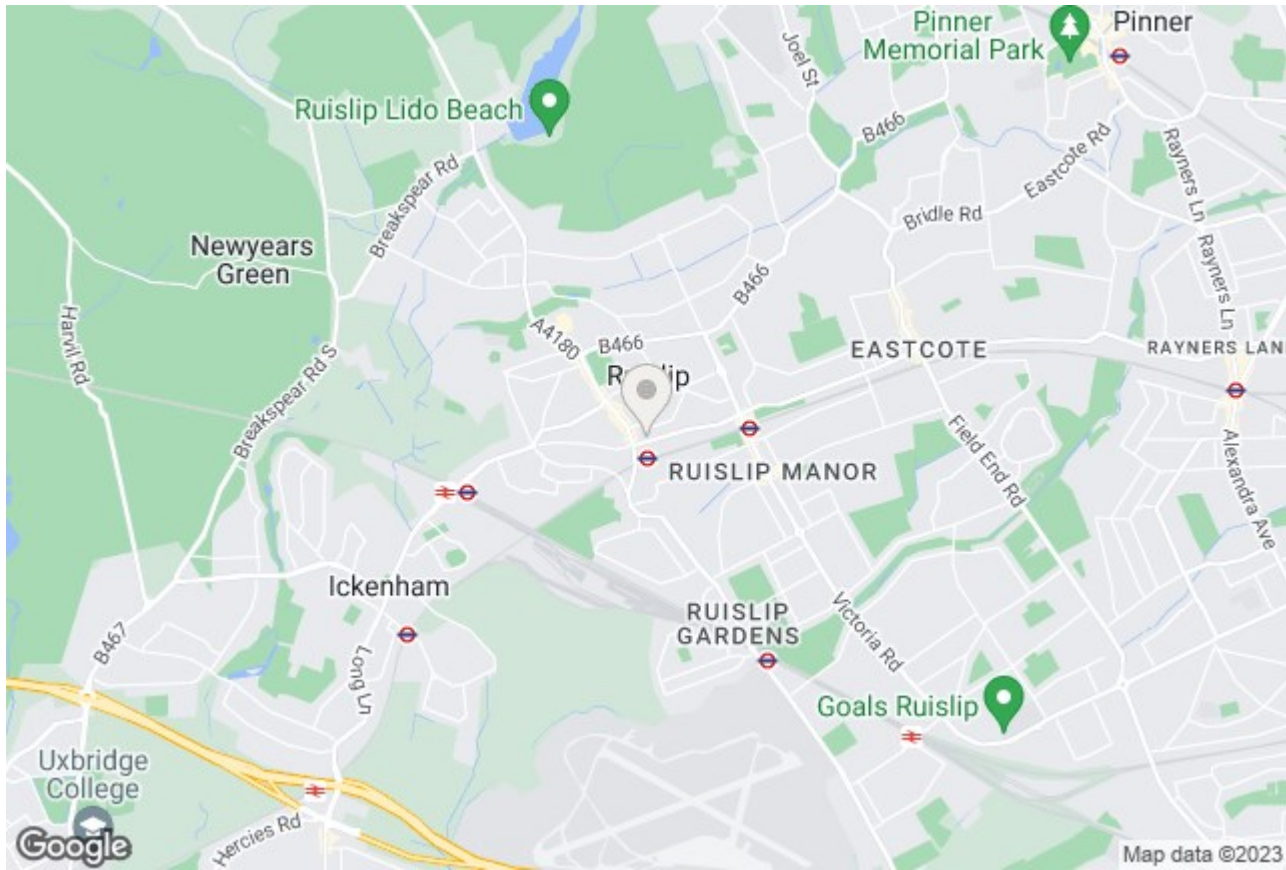 Pinner
Memorial Park
Pinner
Joel St
Ruislip Lido Beach
B466
Rayners Ln
Eastcote Rd
Breakspear Rd
Bridle Rd
Newyears
Green
Rayners Ln
B466
Harvil Rd
A4180
B466
EASTCOTE
RAYNERS LANE
Breakspear Rd S
Field End Rd
RUISLIP MANOR
Alexandra Ave
Ickenham
RUISLIP
GARDENS
Victoria Rd
B467
Long Ln
Goals Ruislip
Uxbridge
College
Hercies Rd
Google
Map data ©2023